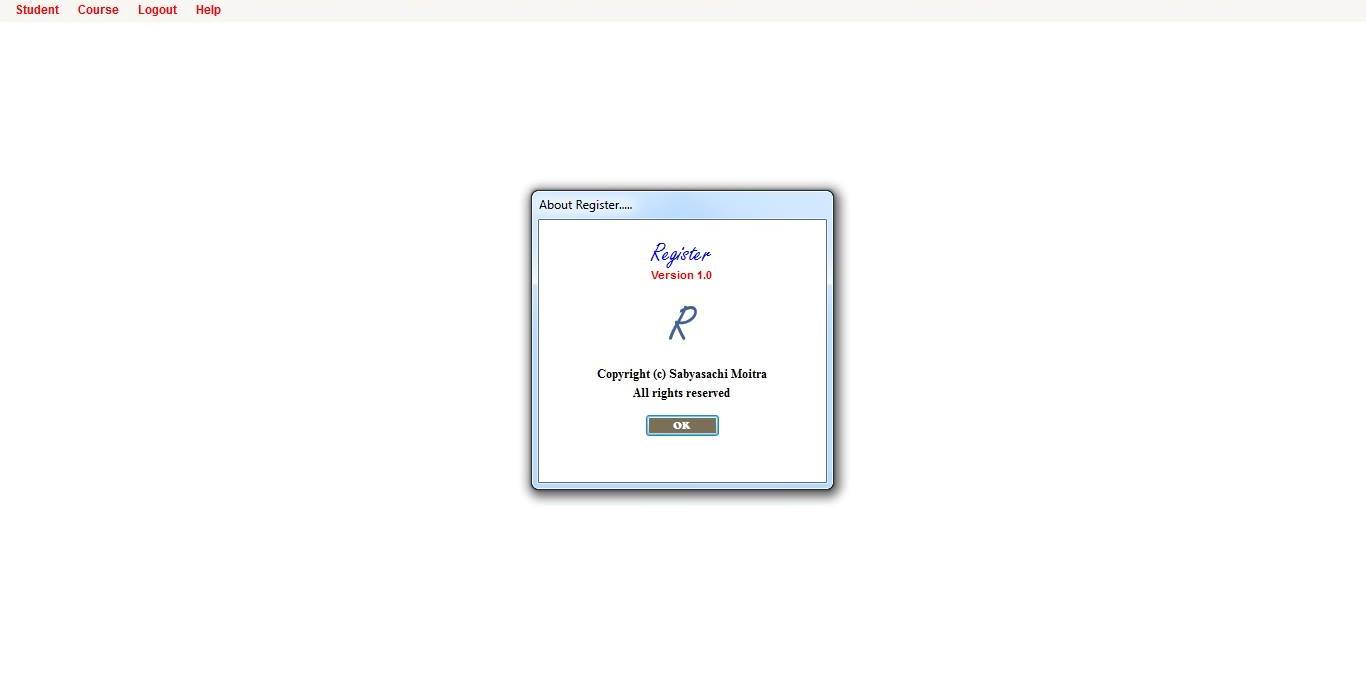 Student Course Logout Help
About Register.....
Register
Version 1.0
R
Copyright (c) Sabyasachi Moitra
All rights reserved
OK